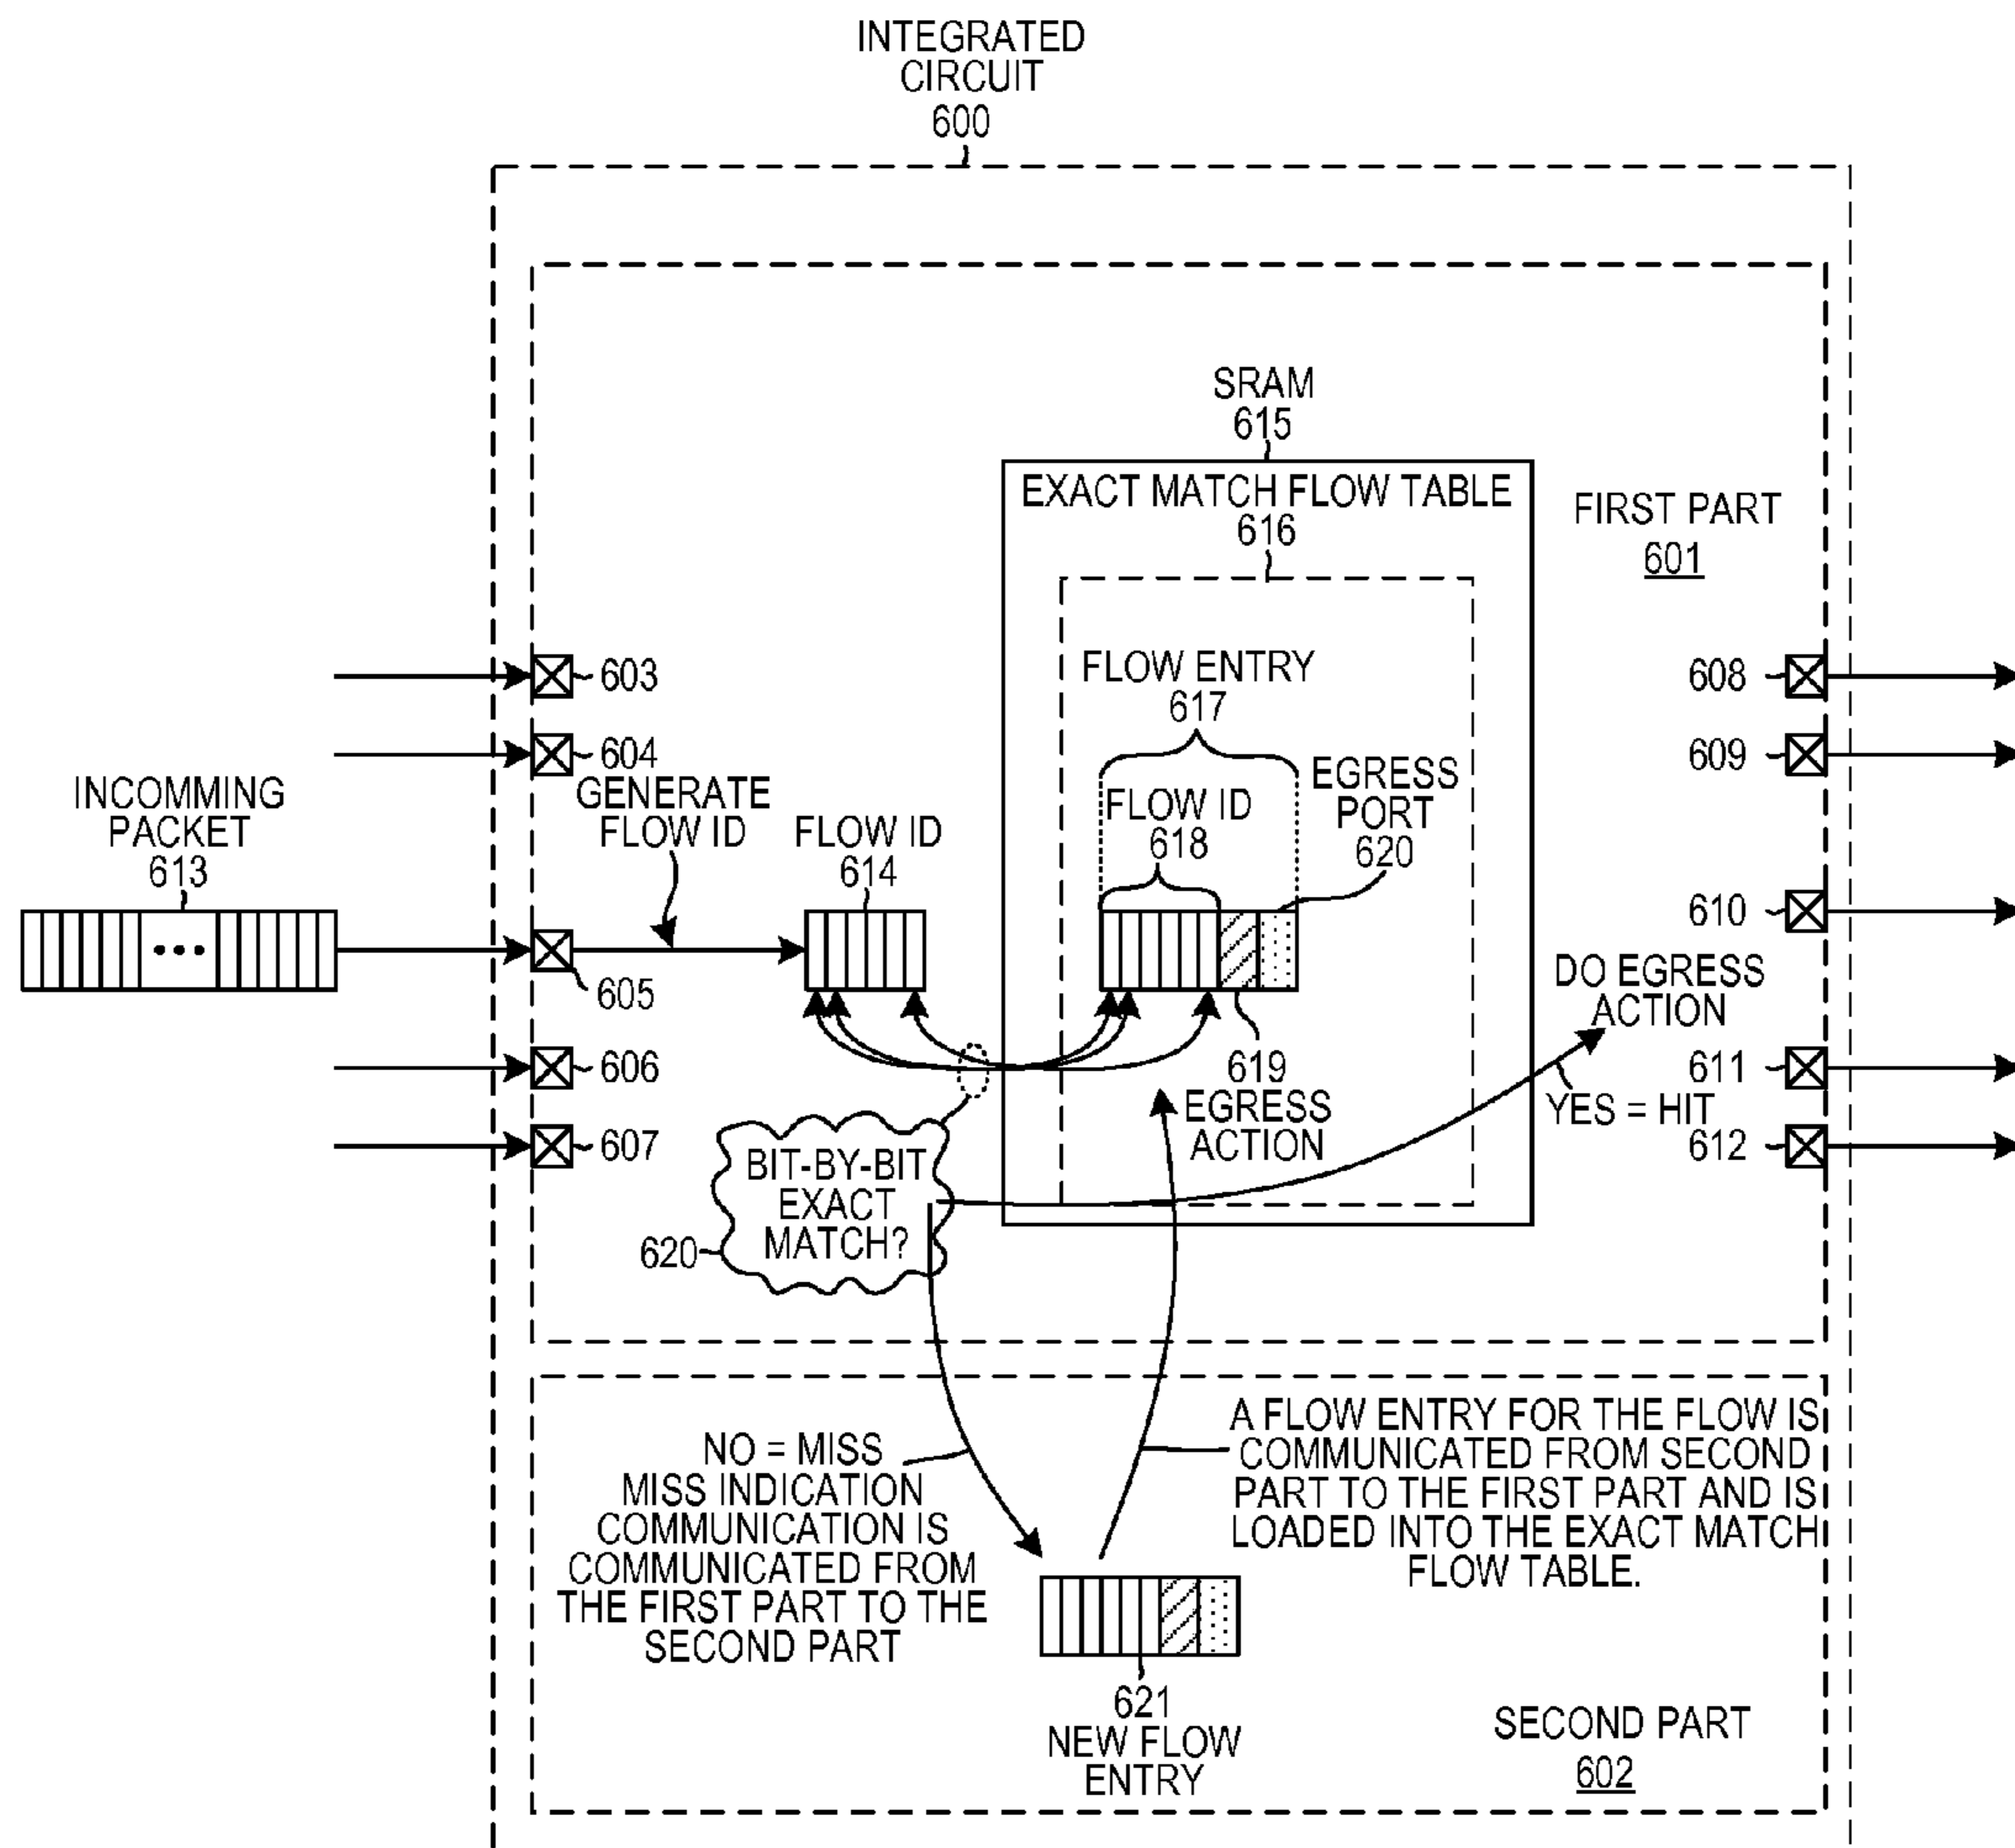 INTEGRATED
CIRCUIT
600
SRAM
615
EXACT MATCH FLOW TABLE
616
FIRST PART
601
603
604
605
606
607
608
609
610
611
612
INCOMMING
PACKET
613
GENERATE
FLOW ID
FLOW ID
614
FLOW ENTRY
617
FLOW ID
618
EGRESS
PORT
620
619
EGRESS
ACTION
DO EGRESS
ACTION
YES = HIT
BIT-BY-BIT
EXACT
MATCH?
620
NO = MISS
MISS INDICATION
COMMUNICATION IS
COMMUNICATED FROM
THE FIRST PART TO THE
SECOND PART
A FLOW ENTRY FOR THE FLOW IS
COMMUNICATED FROM SECOND
PART TO THE FIRST PART AND IS
LOADED INTO THE EXACT MATCH
FLOW TABLE.
621
NEW FLOW
ENTRY
SECOND PART
602